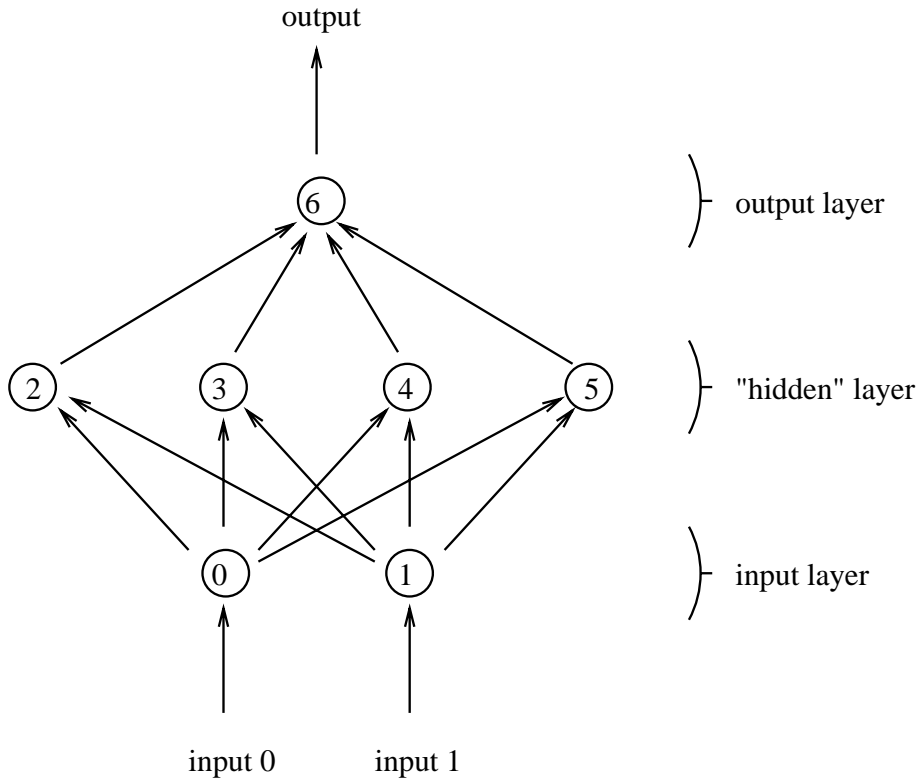 output
6
output layer
2
3
4
5
"hidden" layer
0
1
input layer
input 0
input 1